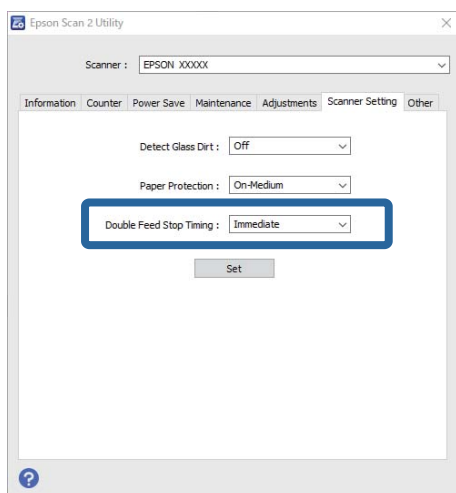 Epson Scan 2 Utility
Scanner : EPSON XXXXX
Information Counter Power Save Maintenance Adjustments Scanner Setting Other
Detect Glass Dirt : Off
Paper Protection : On-Medium
Double Feed Stop Timing : Immediate
Set
?